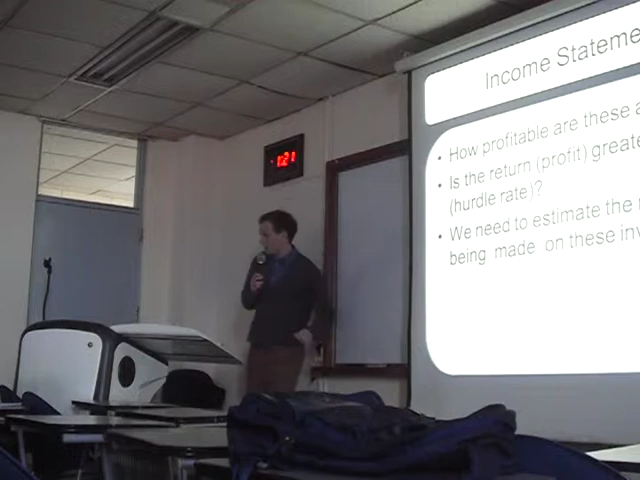 Income Stateme
• How profitable are these a
• Is the return (profit) greate
(hurdle rate)?
• We need to estimate the r
being made on these inv